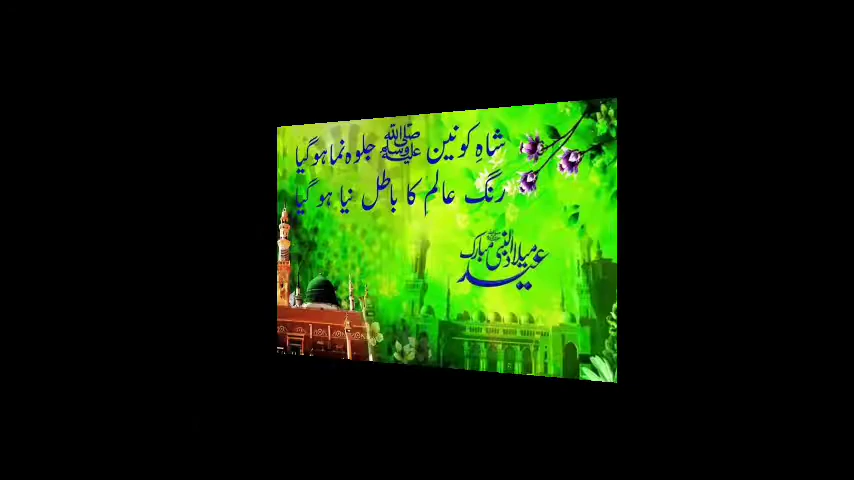 شاہِ کونین ﷺ جلوہ نما ہو گیا
رنگ عالمِ کا باطل نیا ہو گیا
عید میلاد النبی ﷺ مبارک